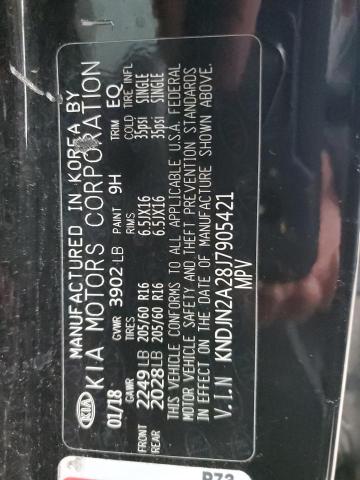 MANUFACTURED IN KOREA BY
KIA KIA MOTORS CORPORATION
01/18 GVWR 3902 LB PAINT 9H TRIM EQ
GAWR TIRES RIMS COLD TIRE INFL
FRONT 2249 LB 205/60 R16 6.5JX16 35psi SINGLE
REAR 2028 LB 205/60 R16 6.5JX16 35psi SINGLE
THIS VEHICLE CONFORMS TO ALL APPLICABLE U.S.A. FEDERAL
MOTOR VEHICLE SAFETY AND THEFT PREVENTION STANDARDS
IN EFFECT ON THE DATE OF MANUFACTURE SHOWN ABOVE.
V.I.N KNDJN2A28J7905421
MPV